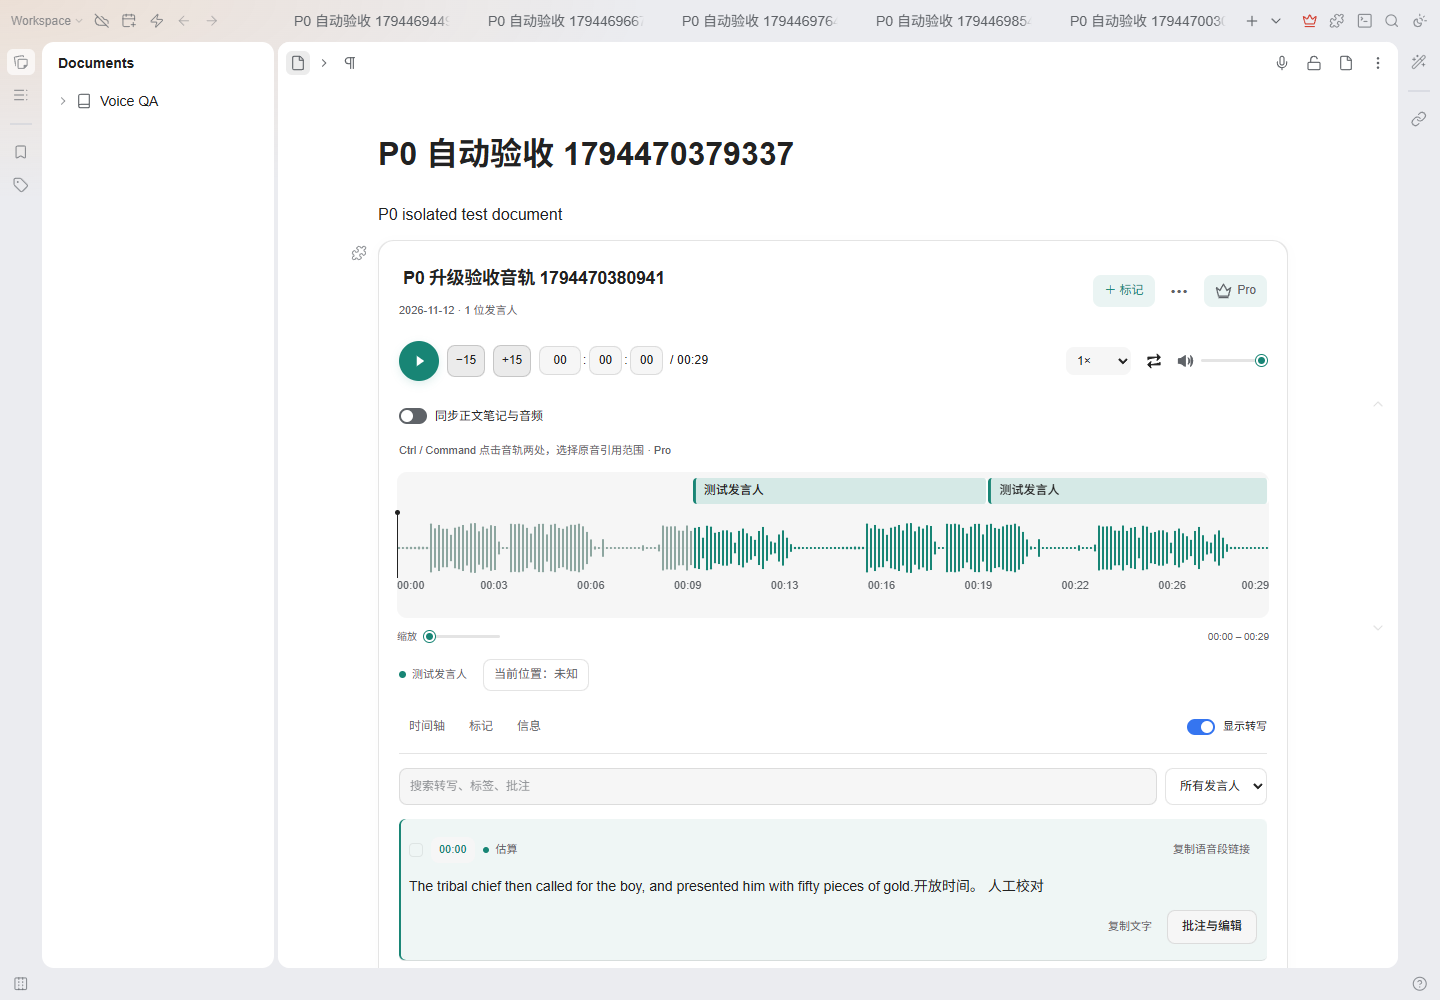 Workspace
P0 自动验收 179446944
P0 自动验收 179446966
P0 自动验收 179446976
P0 自动验收 179446985
P0 自动验收 179447003
Documents
Voice QA
P0 自动验收 1794470379337
P0 isolated test document
P0 升级验收音轨 1794470380941
2026-11-12 · 1 位发言人
+ 标记
Pro
−15
+15
00 : 00 : 00 / 00:29
1×
同步正文笔记与音频
Ctrl / Command 点击音轨两处，选择原音引用范围 · Pro
测试发言人
测试发言人
00:00 00:03 00:06 00:09 00:13 00:16 00:19 00:22 00:26 00:29
缩放
00:00 – 00:29
测试发言人
当前位置：未知
时间轴 标记 信息
显示转写
搜索转写、标签、批注
所有发言人
00:00
估算
复制语音段链接
The tribal chief then called for the boy, and presented him with fifty pieces of gold.开放时间。 人工校对
复制文字
批注与编辑